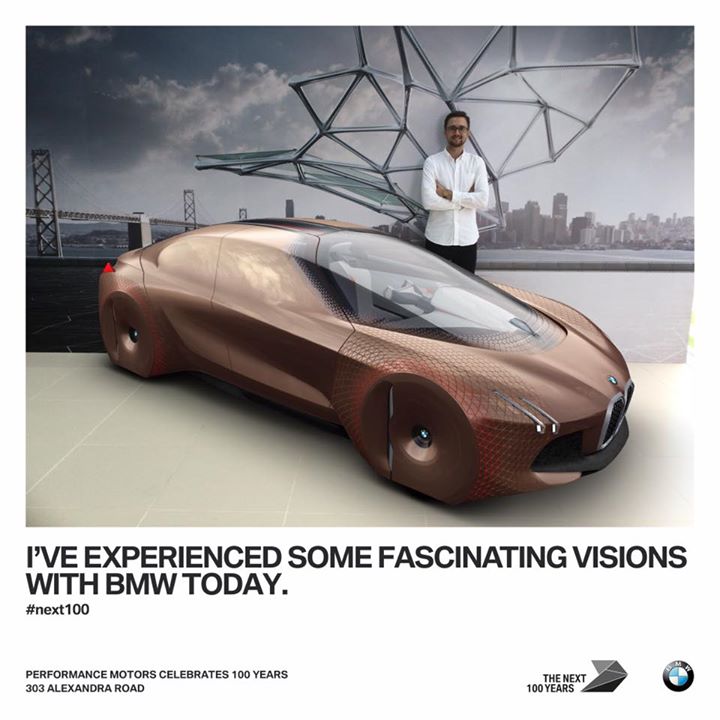 I'VE EXPERIENCED SOME FASCINATING VISIONS
WITH BMW TODAY.
#next100
PERFORMANCE MOTORS CELEBRATES 100 YEARS
303 ALEXANDRA ROAD
THE NEXT
100 YEARS
BMW